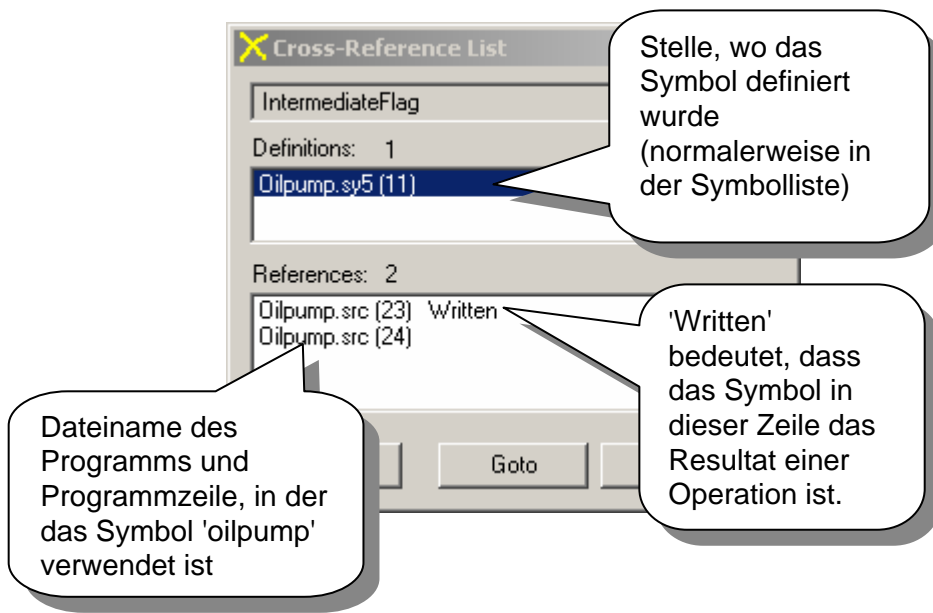 Cross-Reference List
IntermediateFlag
Definitions: 1
Oilpump.sy5 (11)
References: 2
Oilpump.src (23) Written
Oilpump.src (24)
Goto
Stelle, wo das
Symbol definiert
wurde
(normalerweise in
der Symbolliste)
'Written'
bedeutet, dass
das Symbol in
dieser Zeile das
Resultat einer
Operation ist.
Dateiname des
Programms und
Programmzeile, in der
das Symbol 'oilpump'
verwendet ist